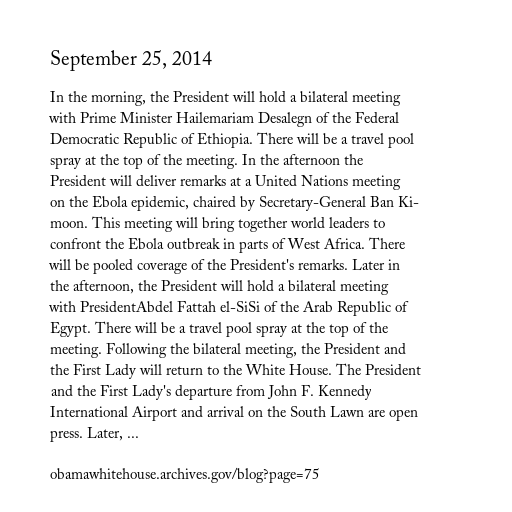 September 25, 2014
In the morning, the President will hold a bilateral meeting
with Prime Minister Hailemariam Desalegn of the Federal
Democratic Republic of Ethiopia. There will be a travel pool
spray at the top of the meeting. In the afternoon the
President will deliver remarks at a United Nations meeting
on the Ebola epidemic, chaired by Secretary-General Ban Ki-
moon. This meeting will bring together world leaders to
confront the Ebola outbreak in parts of West Africa. There
will be pooled coverage of the President's remarks. Later in
the afternoon, the President will hold a bilateral meeting
with PresidentAbdel Fattah el-SiSi of the Arab Republic of
Egypt. There will be a travel pool spray at the top of the
meeting. Following the bilateral meeting, the President and
the First Lady will return to the White House. The President
and the First Lady's departure from John F. Kennedy
International Airport and arrival on the South Lawn are open
press. Later, ...
obamawhitehouse.archives.gov/blog?page=75